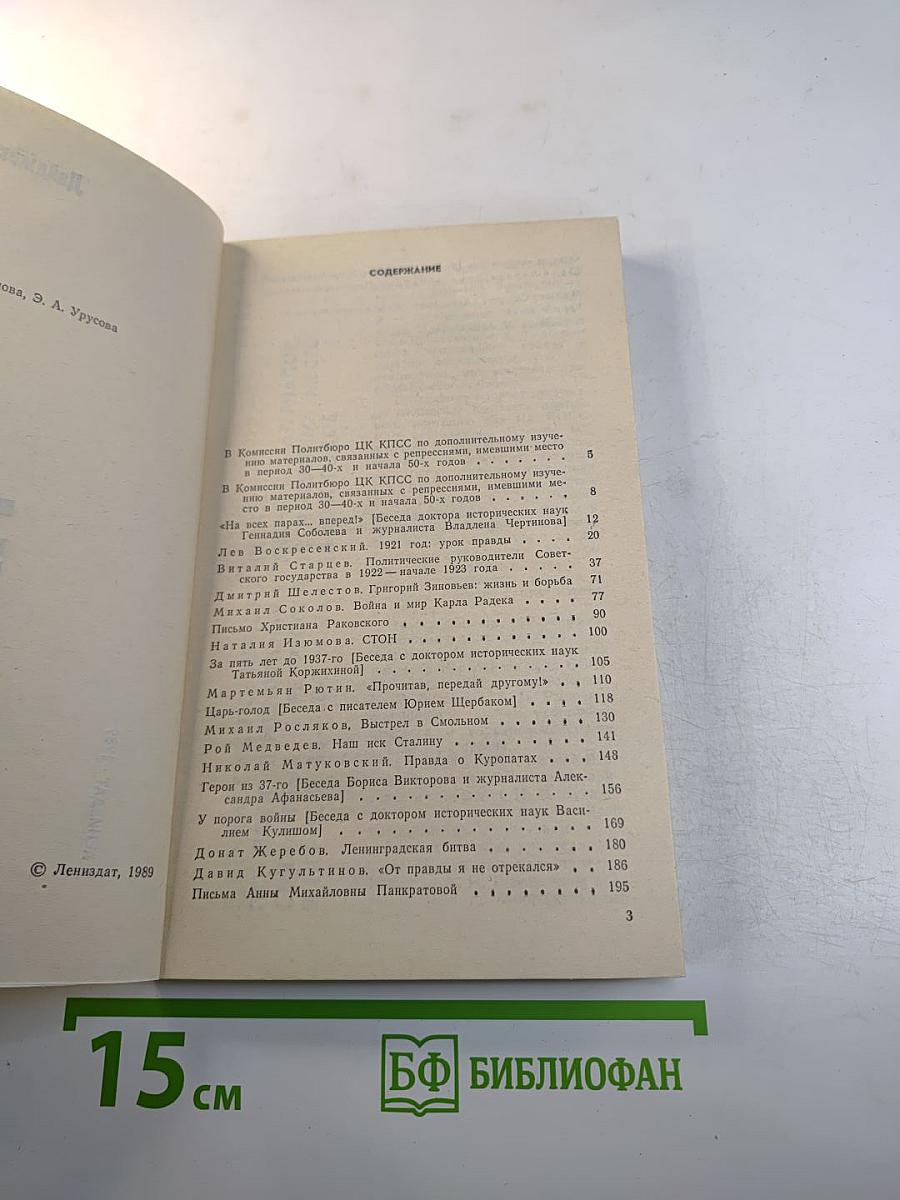 нова, Э. А. Урусова
© Лениздат, 1989
СОДЕРЖАНИЕ
В Комиссии Политбюро ЦК КПСС по дополнительному изуче-
нию материалов, связанных с репрессиями, имевшими место
в период 30—40-х и начала 50-х годов . . . . . . . 5
В Комиссии Политбюро ЦК КПСС по дополнительному изуче-
нию материалов, связанных с репрессиями, имевшими ме-
сто в период 30—40-х и начала 50-х годов . . . . . . 8
«На всех парах... вперед!» [Беседа доктора исторических наук
Геннадия Соболева и журналиста Владлена Чертинова] 12
Лев Воскресенский. 1921 год: урок правды . . . . 20
Виталий Старцев. Политические руководители Совет-
ского государства в 1922 — начале 1923 года . . . . . 37
Дмитрий Шелестов. Григорий Зиновьев: жизнь и борьба 71
Михаил Соколов. Война и мир Карла Радека . . . . 77
Письмо Христиана Раковского . . . . . . . . . . . 90
Наталия Изюмова. СТОН . . . . . . . . . . . 100
За пять лет до 1937-го [Беседа с доктором исторических наук
Татьяной Коржихиной] . . . . . . . . . . . 105
Мартемьян Рютин. «Прочитав, передай другому!» . . 110
Царь-голод [Беседа с писателем Юрием Щербаком] . . . . 118
Михаил Росляков. Выстрел в Смольном . . . . . . 130
Рой Медведев. Наш иск Сталину . . . . . . . . . 141
Николай Матуковский. Правда о Куропатах . . . 148
Герои из 37-го [Беседа Бориса Викторова и журналиста Алек-
сандра Афанасьева] . . . . . . . . . . . . . . 156
У порога войны [Беседа с доктором исторических наук Васи-
лием Кулишом] . . . . . . . . . . . . . . . 169
Донат Жеребов. Ленинградская битва . . . . . . . 180
Давид Кугультинов. «От правды я не отрекался» . . 186
Письма Анны Михайловны Панкратовой . . . . . . . 195
3
15 см
БФ БИБЛИОФАН